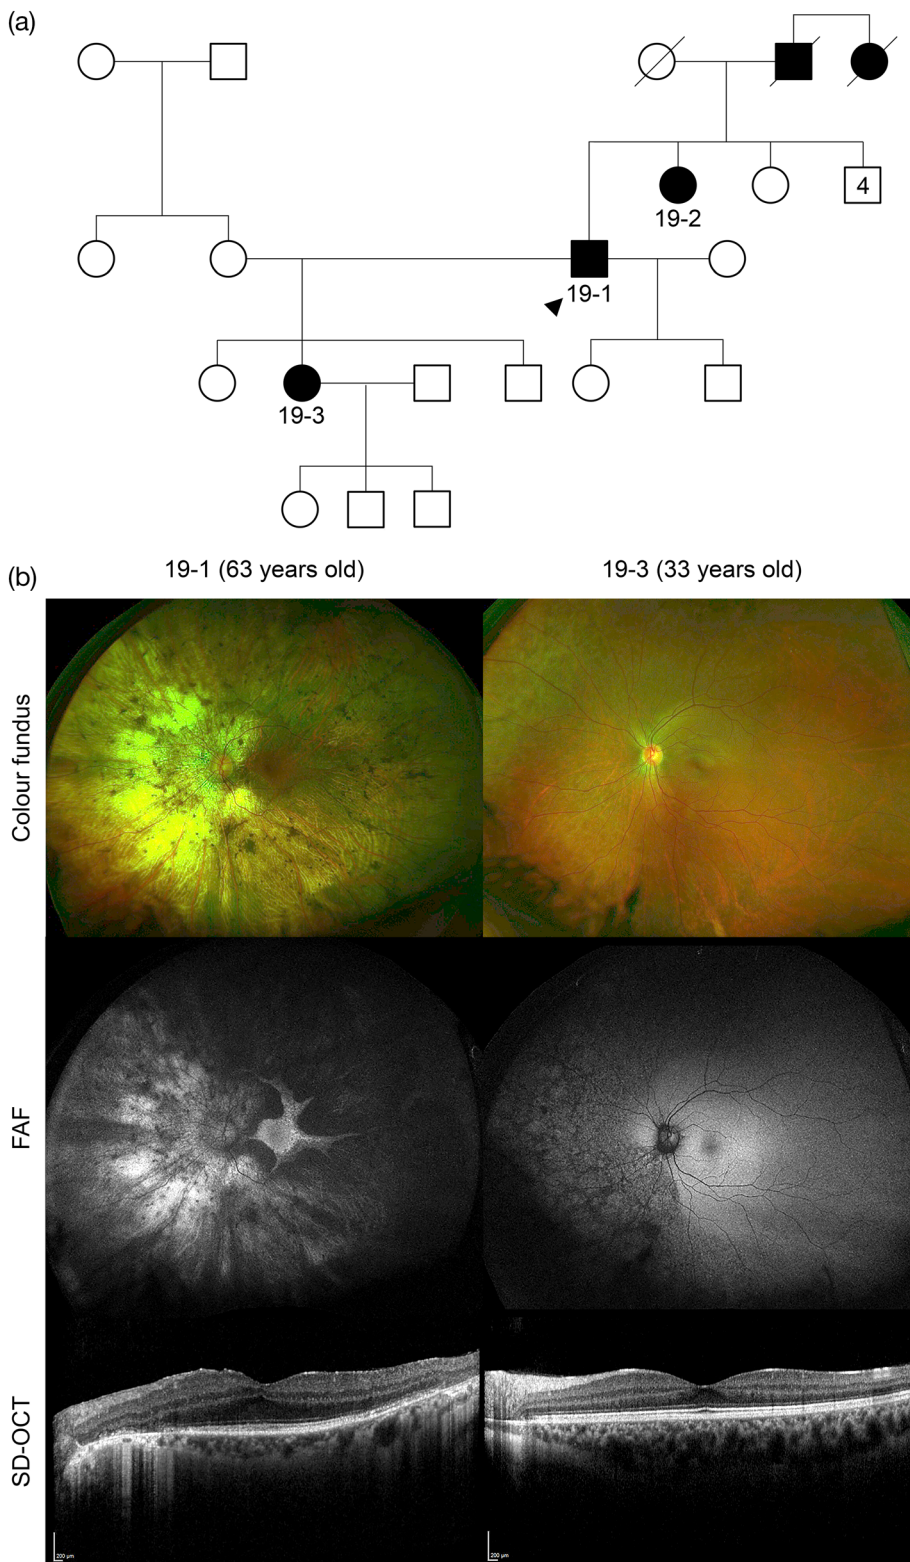 (a)
4
19-2
19-1
19-3
(b)
19-1 (63 years old)
19-3 (33 years old)
Colour fundus
FAF
SD-OCT
200 µm
200 µm